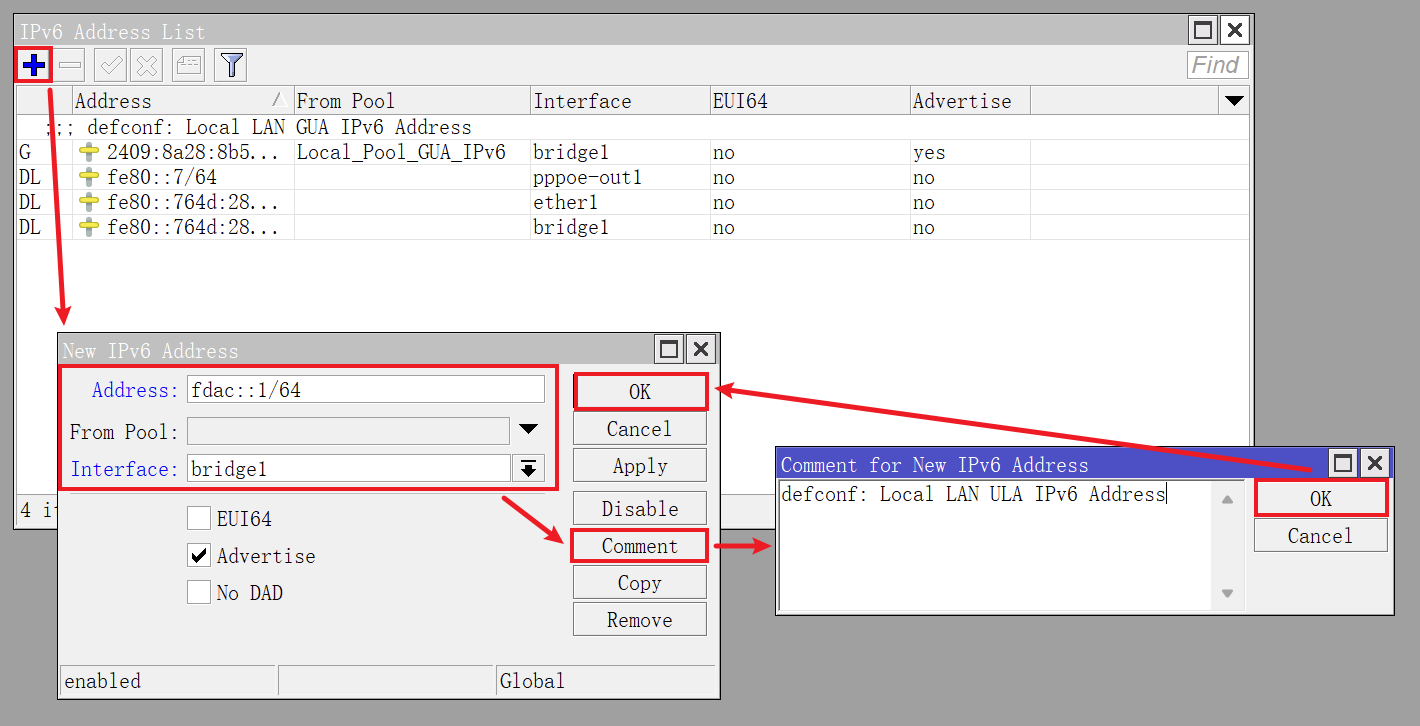 IPv6 Address List
Find
Address From Pool Interface EUI64 Advertise
;;; defconf: Local LAN GUA IPv6 Address
G 2409:8a28:8b5... Local_Pool_GUA_IPv6 bridge1 no yes
DL fe80::7/64 pppoe-out1 no no
DL fe80::764d:28... ether1 no no
DL fe80::764d:28... bridge1 no no
New IPv6 Address
Address: fdac::1/64
From Pool:
Interface: bridge1
EUI64
Advertise
No DAD
OK
Cancel
Apply
Disable
Comment
Copy
Remove
enabled Global
4
Comment for New IPv6 Address
defconf: Local LAN ULA IPv6 Address
OK
Cancel